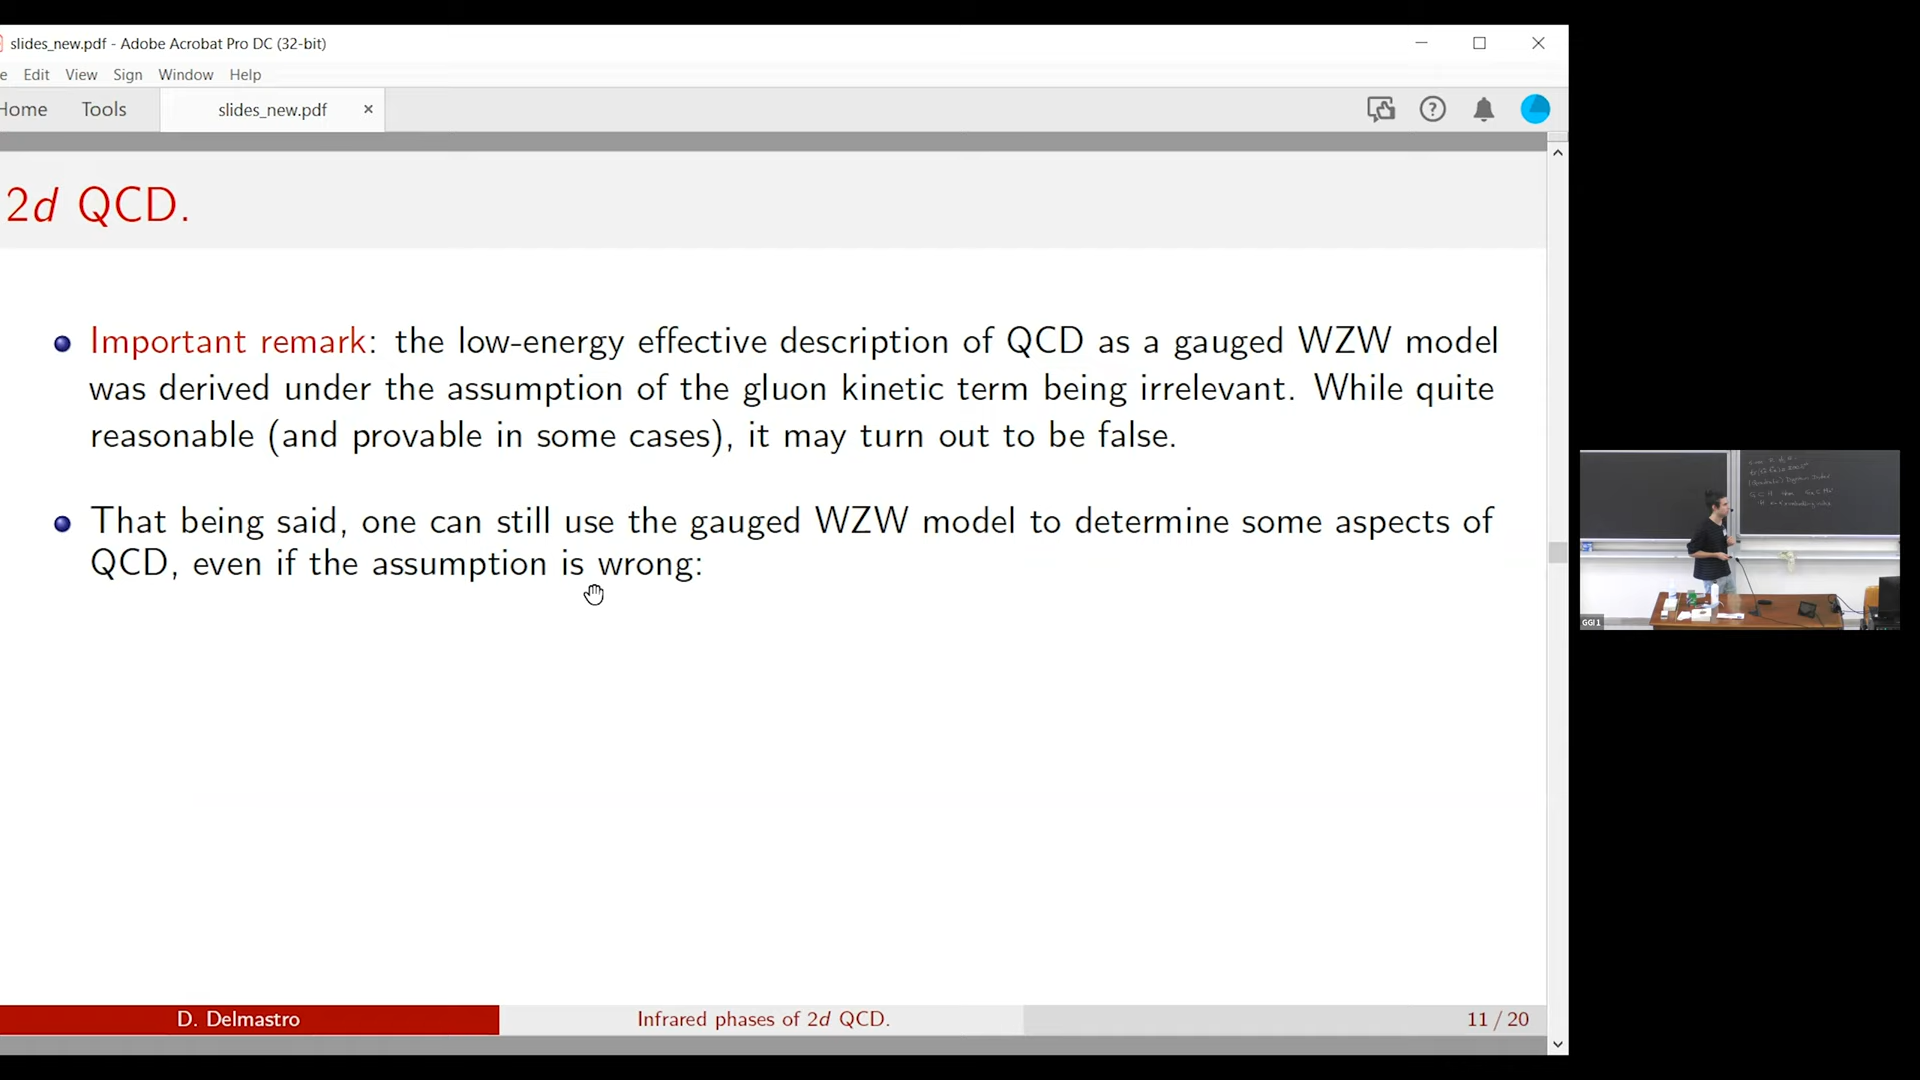 slides_new.pdf - Adobe Acrobat Pro DC (32-bit)
e Edit View Sign Window Help
Home Tools slides_new.pdf ×
2d QCD.
Important remark: the low-energy effective description of QCD as a gauged WZW model
was derived under the assumption of the gluon kinetic term being irrelevant. While quite
reasonable (and provable in some cases), it may turn out to be false.
That being said, one can still use the gauged WZW model to determine some aspects of
QCD, even if the assumption is wrong:
GGI 1
D. Delmastro Infrared phases of 2d QCD. 11 / 20